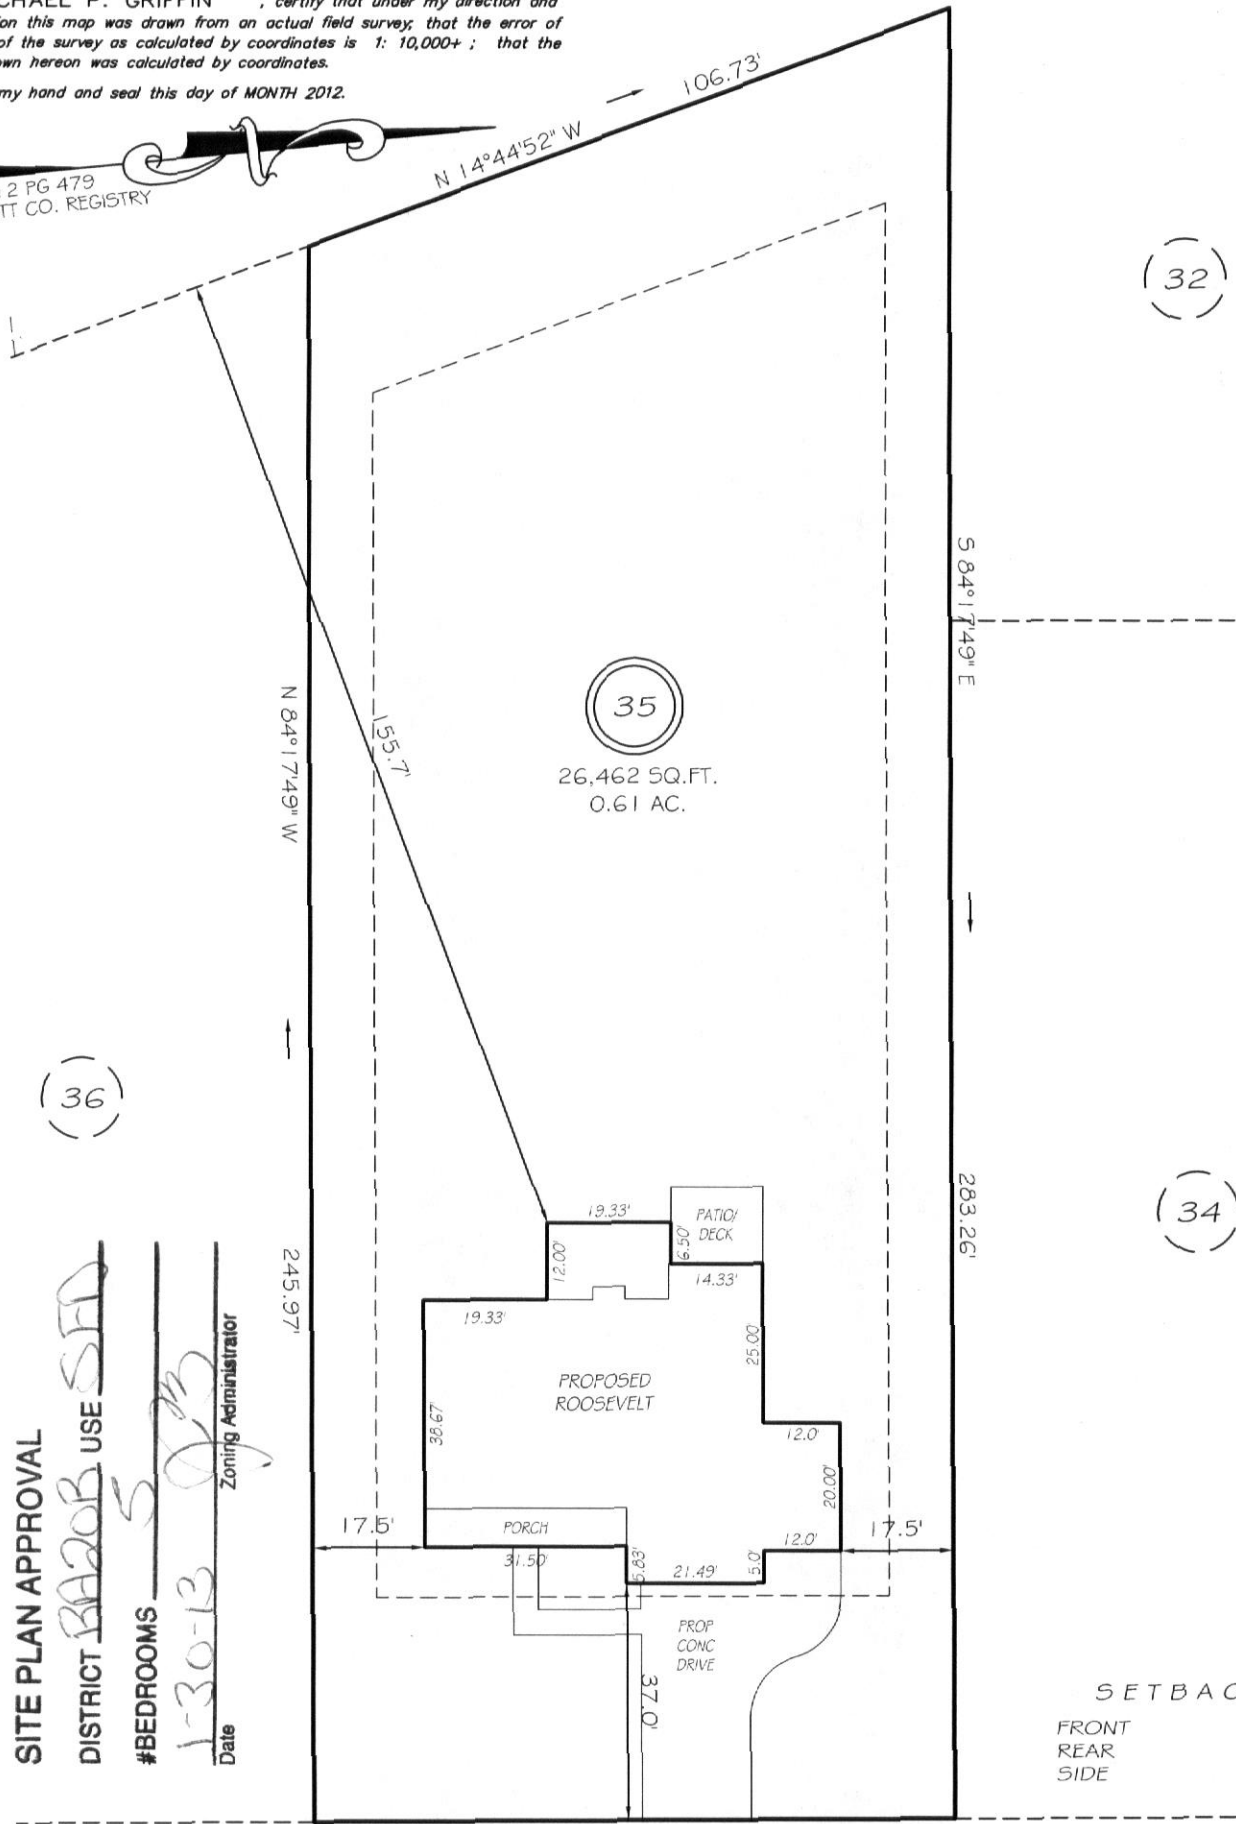 MICHAEL P. GRIFFIN , certify that under my direction and
this map was drawn from an actual field survey; that the error of
of the survey as calculated by coordinates is 1: 10,000+ ; that the
hereon was calculated by coordinates.
my hand and seal this day of MONTH 2012.
2 PG 479
CO. REGISTRY
N 14°44'52" W
106.73'
32
S 84°17'49" E
N 84°17'49" W
155.7'
35
26,462 SQ.FT.
0.61 AC.
36
34
283.26'
245.97'
19.33'
PATIO/
DECK
6.50'
12.00'
14.33'
19.33'
25.00'
PROPOSED
ROOSEVELT
38.67'
12.0'
20.00'
17.5'
PORCH
31.50'
5.83'
21.49'
5.0'
12.0'
17.5'
PROP
CONC
DRIVE
37.0'
SITE PLAN APPROVAL
DISTRICT RA20R USE SFD
#BEDROOMS 5
1-30-13
Date Zoning Administrator
FRONT
REAR
SIDE